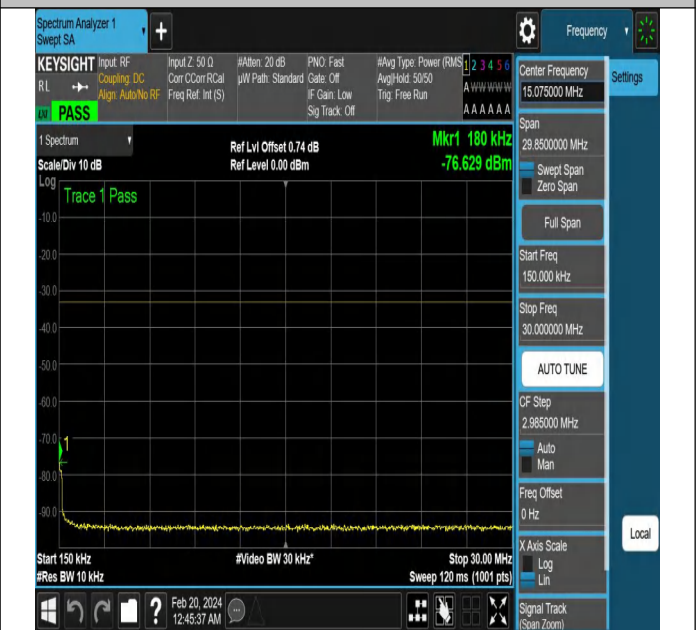 Spectrum Analyzer 1
Swept SA
+
Frequency
KEYSIGHT
RL
PASS
Input: RF
Coupling: DC
Align: Auto/No RF
Input Z: 50 Ω
Corr CCorr RCal
Freq Ref: Int (S)
#Atten: 20 dB
µW Path: Standard
PNO: Fast
Gate: Off
IF Gain: Low
Sig Track: Off
#Avg Type: Power (RMS
Avg|Hold: 50/50
Trig: Free Run
1 2 3 4 5 6
A W W W W W
A A A A A A
1 Spectrum
Scale/Div 10 dB
Ref Lvl Offset 0.74 dB
Ref Level 0.00 dBm
Mkr1 180 kHz
-76.629 dBm
Log
Trace 1 Pass
-10.0
-20.0
-30.0
-40.0
-50.0
-60.0
-70.0
1
-80.0
-90.0
Start 150 kHz
#Res BW 10 kHz
#Video BW 30 kHz*
Stop 30.00 MHz
Sweep 120 ms (1001 pts)
Center Frequency
15.075000 MHz
Settings
Span
29.8500000 MHz
Swept Span
Zero Span
Full Span
Start Freq
150.000 kHz
Stop Freq
30.000000 MHz
AUTO TUNE
CF Step
2.985000 MHz
Auto
Man
Freq Offset
0 Hz
X Axis Scale
Log
Lin
Local
Signal Track
(Span Zoom)
?
Feb 20, 2024
12:45:37 AM